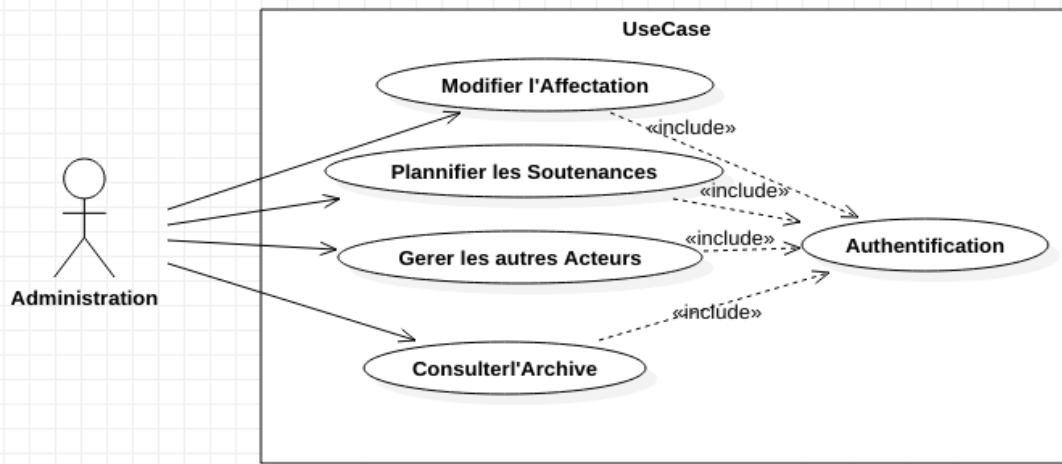 UseCase
Modifier l'Affectation
«include»
Plannifier les Soutenances
«include»
«include»
Gerer les autres Acteurs
Authentification
Administration
«include»
Consulterl'Archive